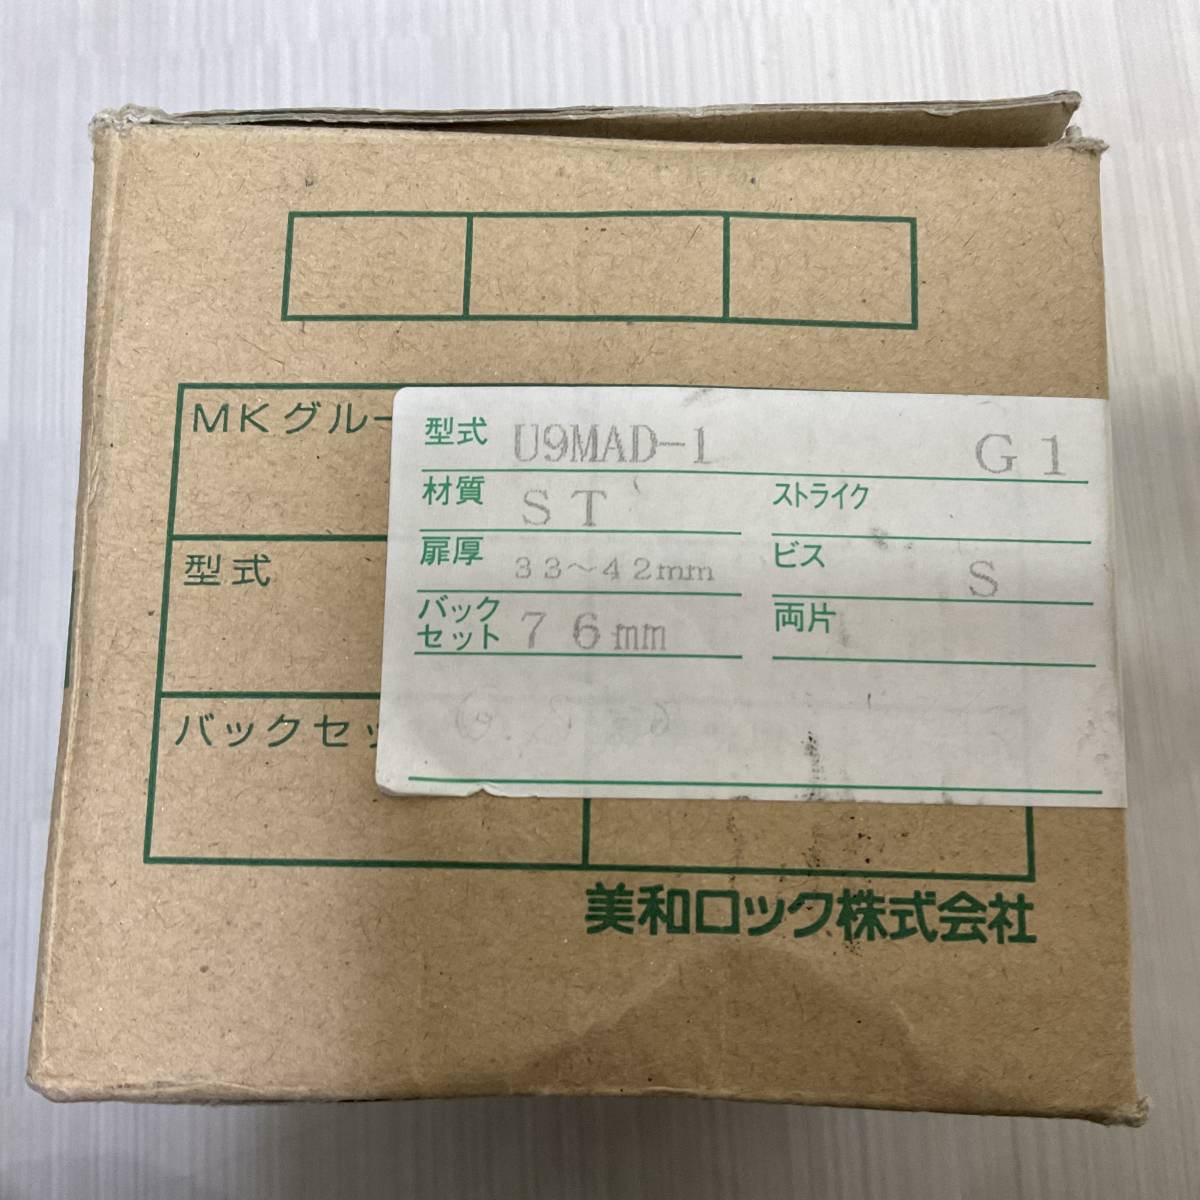 MKグルー
型式
バックセッ
型式 U9MAD-1 G1
材質 ST ストライク
扉厚 33～42mm ビス S
バック
セット 76mm 両片
美和ロック株式会社